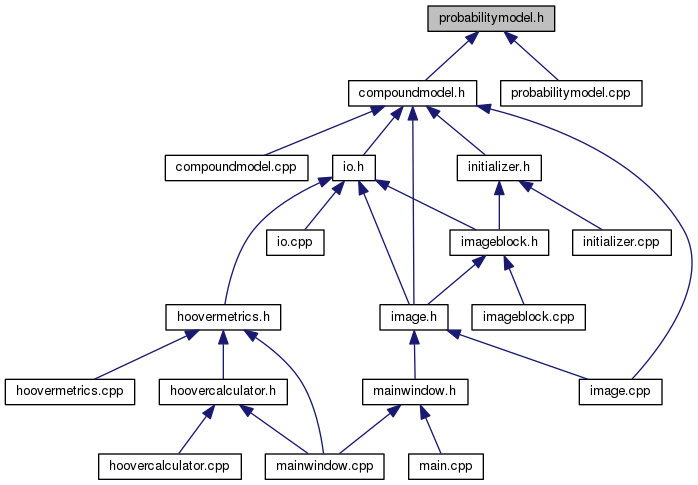 probabilitymodel.h
compoundmodel.h
probabilitymodel.cpp
compoundmodel.cpp
io.h
initializer.h
io.cpp
imageblock.h
initializer.cpp
hoovermetrics.h
image.h
imageblock.cpp
hoovermetrics.cpp
hoovercalculator.h
mainwindow.h
image.cpp
hoovercalculator.cpp
mainwindow.cpp
main.cpp